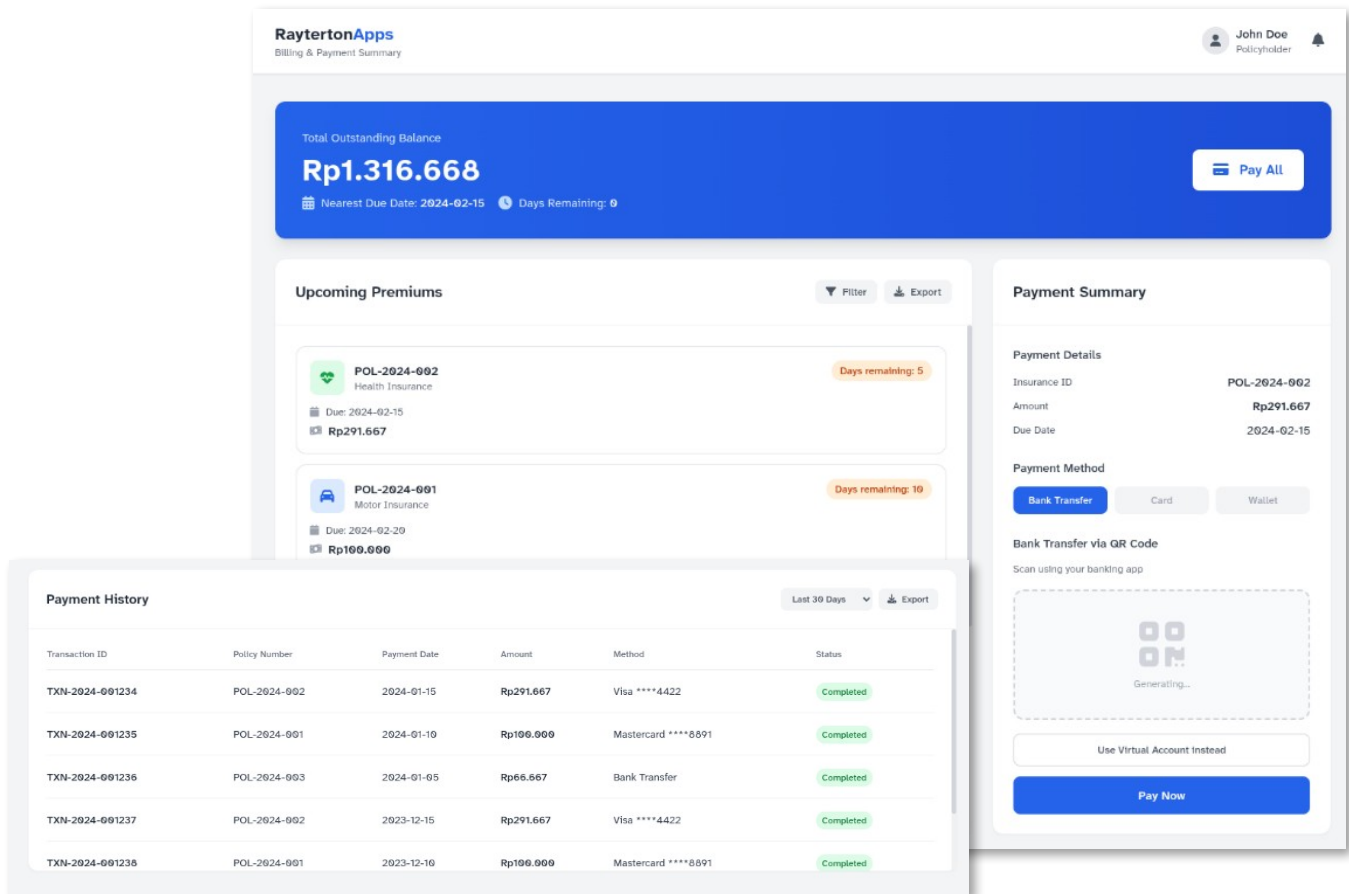 RaytertonApps
Billing & Payment Summary
John Doe
Policyholder
Total Outstanding Balance
Rp1.316.668
Nearest Due Date: 2024-02-15 Days Remaining: 0
Pay All
Upcoming Premiums
Filter
Export
POL-2024-002
Health Insurance
Days remaining: 5
Due: 2024-02-15
Rp291.667
POL-2024-001
Motor Insurance
Days remaining: 10
Due: 2024-02-20
Rp100.000
Payment Summary
Payment Details
Insurance ID POL-2024-002
Amount Rp291.667
Due Date 2024-02-15
Payment Method
Bank Transfer Card Wallet
Bank Transfer via QR Code
Scan using your banking app
Generating...
Use Virtual Account instead
Pay Now
Payment History
Last 30 Days
Export
Transaction ID Policy Number Payment Date Amount Method Status
TXN-2024-001234 POL-2024-002 2024-01-15 Rp291.667 Visa ****4422 Completed
TXN-2024-001235 POL-2024-001 2024-01-10 Rp100.000 Mastercard ****8891 Completed
TXN-2024-001236 POL-2024-003 2024-01-05 Rp66.667 Bank Transfer Completed
TXN-2024-001237 POL-2024-002 2023-12-15 Rp291.667 Visa ****4422 Completed
TXN-2024-001238 POL-2024-001 2023-12-10 Rp100.000 Mastercard ****8891 Completed